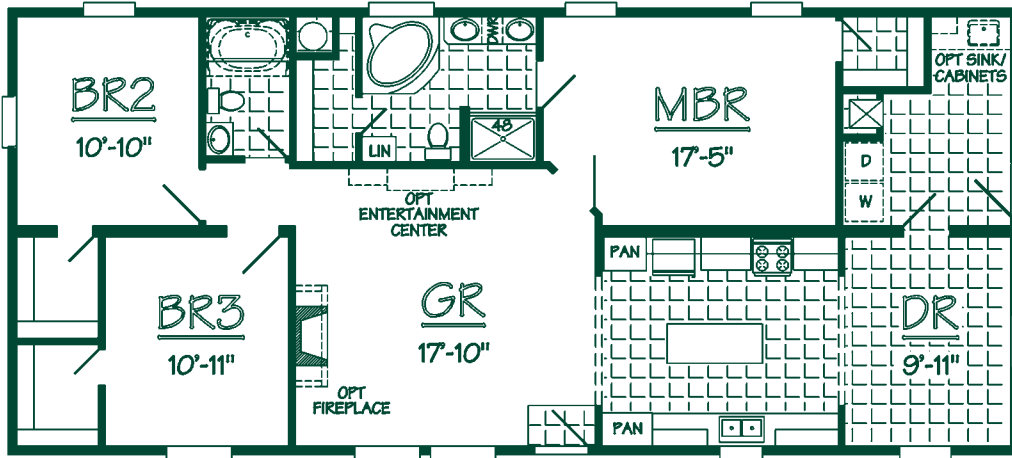 BR2
10'-10"
C
LIN
48
DWR
MBR
17'-5"
OPT SINK/
CABINETS
D
W
OPT
ENTERTAINMENT
CENTER
BR3
10'-11"
GR
17'-10"
OPT
FIREPLACE
PAN
PAN
DR
9'-11"